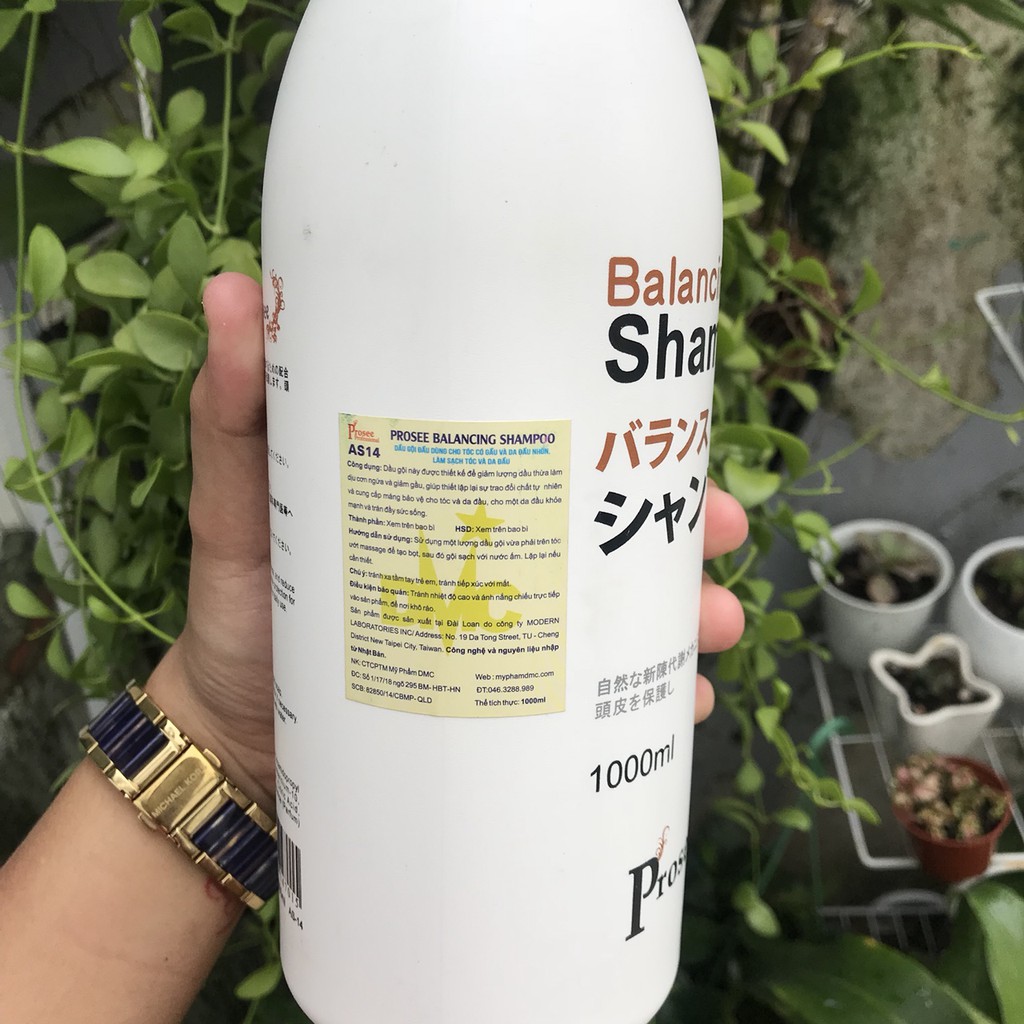 Balanci
Sham
バランス
シャン
自然な新陳代謝メカニ
頭皮を保護し
1000ml
Prose
Prosee
Professional
AS14
PROSEE BALANCING SHAMPOO
DẦU GỘI ĐẦU DÙNG CHO TÓC CÓ GẦU VÀ DA ĐẦU NHỜN,
LÀM SẠCH TÓC VÀ DA ĐẦU
Công dụng: Dầu gội này được thiết kế để giảm lượng dầu thừa làm
dịu cơn ngứa và giảm gầu, giúp thiết lập lại sự trao đổi chất tự nhiên
và cung cấp màng bảo vệ cho tóc và da đầu, cho một da đầu khỏe
mạnh và tràn đầy sức sống.
Thành phần: Xem trên bao bì HSD: Xem trên bao bì
Hướng dẫn sử dụng: Sử dụng một lượng dầu gội vừa phải trên tóc
ướt massage để tạo bọt, sau đó gội sạch với nước ấm. Lặp lại nếu
cần thiết.
Chú ý: tránh xa tầm tay trẻ em, tránh tiếp xúc với mắt.
Điều kiện bảo quản: Tránh nhiệt độ cao và ánh nắng chiếu trực tiếp
vào sản phẩm, để nơi khô ráo.
Sản phẩm được sản xuất tại Đài Loan do công ty MODERN
LABORATORIES INC/ Address: No. 19 Da Tong Street, TU - Cheng
District New Taipei City, Taiwan. Công nghệ và nguyên liệu nhập
từ Nhật Bản.
NK: CTCPTM Mỹ Phẩm DMC Web: myphamdmc.com
ĐC: Số 1/17/18 ngõ 295 BM- HBT-HN ĐT:046.3288.989
SCB: 82850/14/CBMP- QLD Thể tích thực: 1000ml
MICHAEL KORS
AS-14